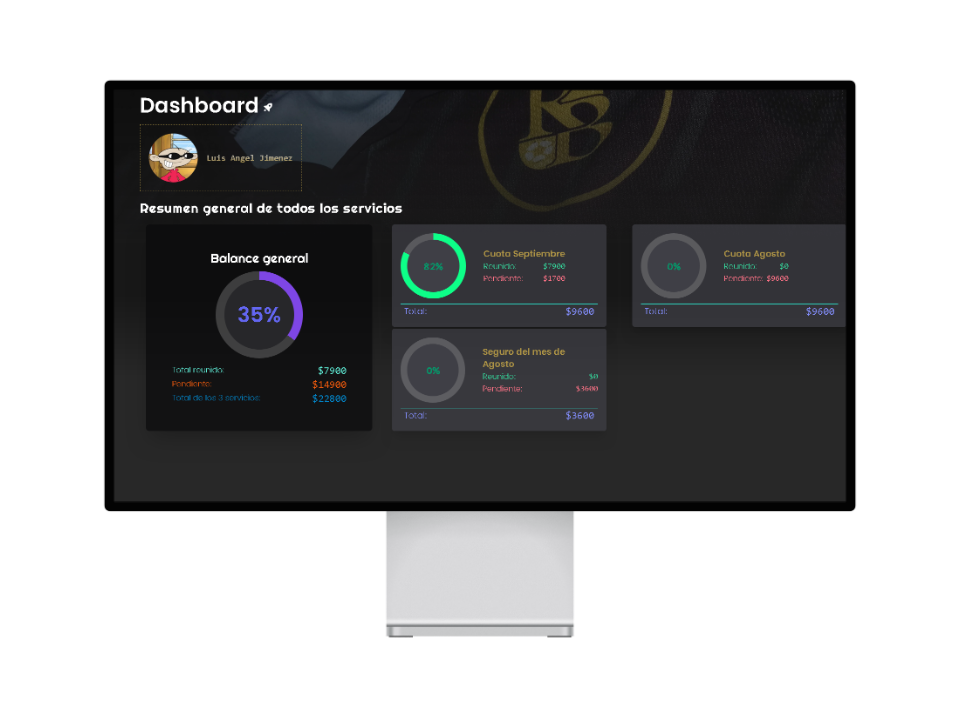 Dashboard
Luis Angel Jimenez
Resumen general de todos los servicios
Balance general
35%
Total reunido: $7900
Pendiente: $14900
Total de los 3 servicios: $22800
82%
Cuota Septiembre
Reunido: $7900
Pendiente: $1700
Total: $9600
0%
Cuota Agosto
Reunido: $0
Pendiente: $9600
Total: $9600
0%
Seguro del mes de
Agosto
Reunido: $0
Pendiente: $3600
Total: $3600